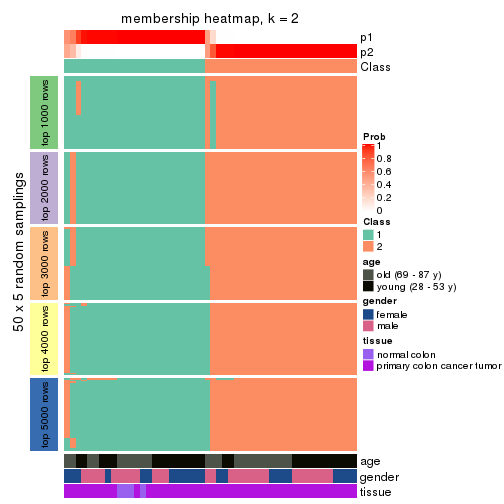 membership heatmap, k = 2
p1
p2
Class
50 x 5 random samplings
top 1000 rows
top 2000 rows
top 3000 rows
top 4000 rows
top 5000 rows
Prob
1
0.8
0.6
0.4
0.2
0
Class
1
2
age
old (69 - 87 y)
young (28 - 53 y)
gender
female
male
tissue
normal colon
primary colon cancer tumor
age
gender
tissue